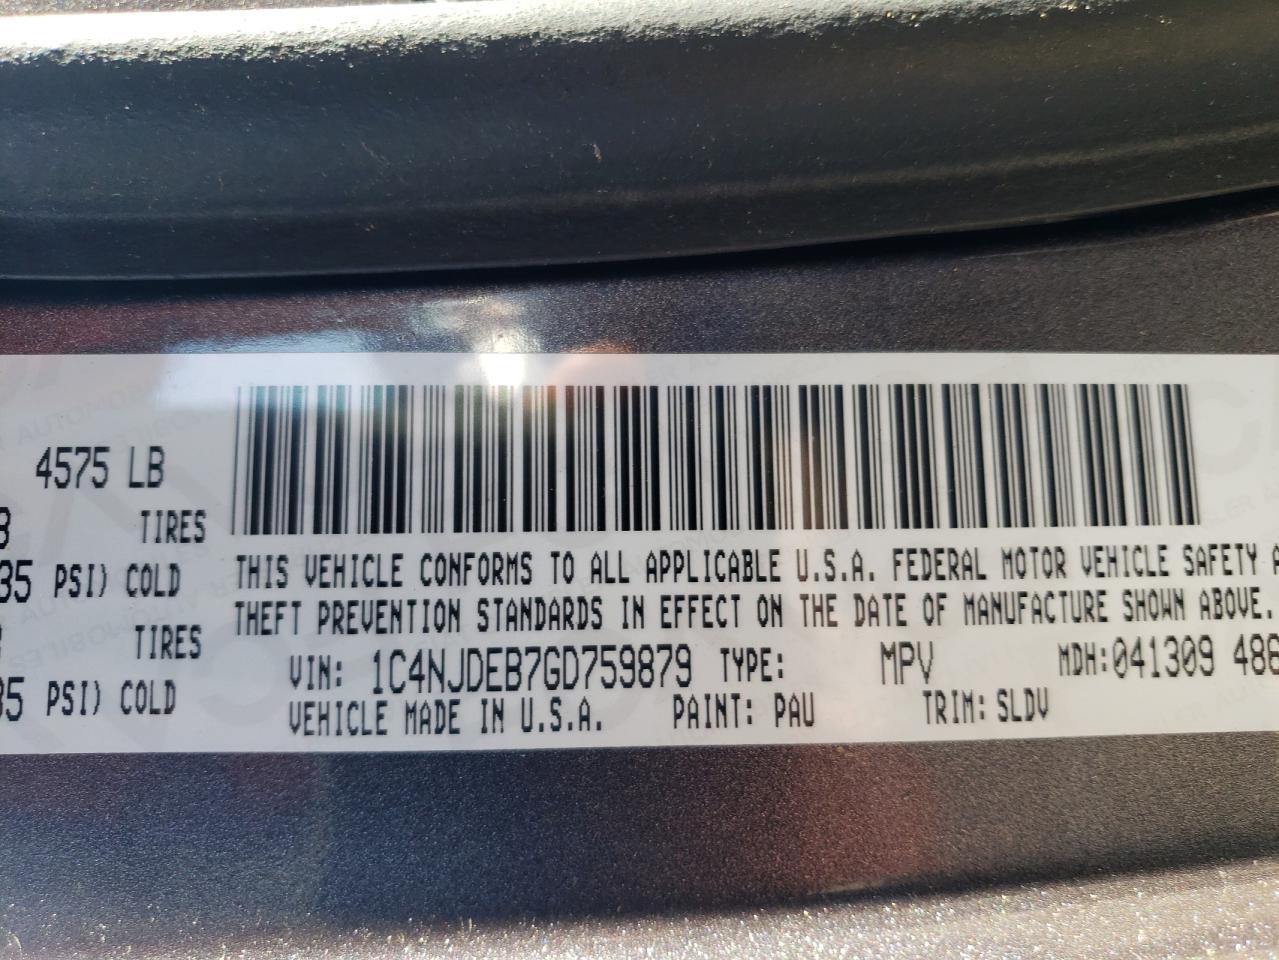 4575 LB
TIRES
35 PSI) COLD
TIRES
35 PSI) COLD
THIS VEHICLE CONFORMS TO ALL APPLICABLE U.S.A. FEDERAL MOTOR VEHICLE SAFETY
THEFT PREVENTION STANDARDS IN EFFECT ON THE DATE OF MANUFACTURE SHOWN ABOVE.
VIN: 1C4NJDEB7GD759879 TYPE: MPV MDH:041309 486
VEHICLE MADE IN U.S.A. PAINT: PAU TRIM: SLDV